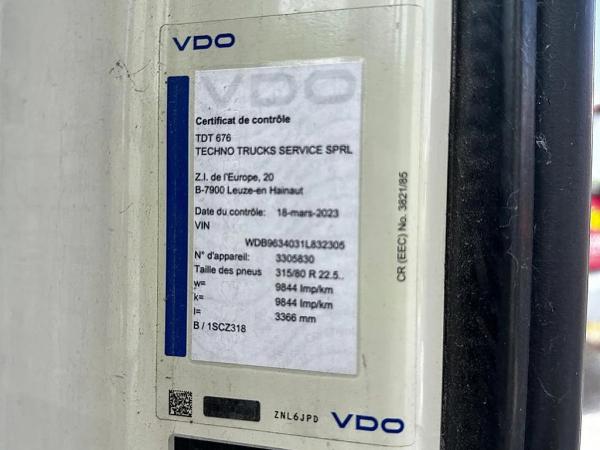 VDO
VDO
Certificat de contrôle
TDT 676
TECHNO TRUCKS SERVICE SPRL
Z.I. de l'Europe, 20
B-7900 Leuze-en Hainaut
Date du contrôle: 18-mars-2023
VIN
WDB9634031L832305
N° d'appareil: 3305830
Taille des pneus 315/80 R 22.5..
w= 9844 Imp/km
k= 9844 Imp/km
l= 3366 mm
B / 1SCZ318
CR (EEC) No. 3821/85
ZNL6JPD
VDO